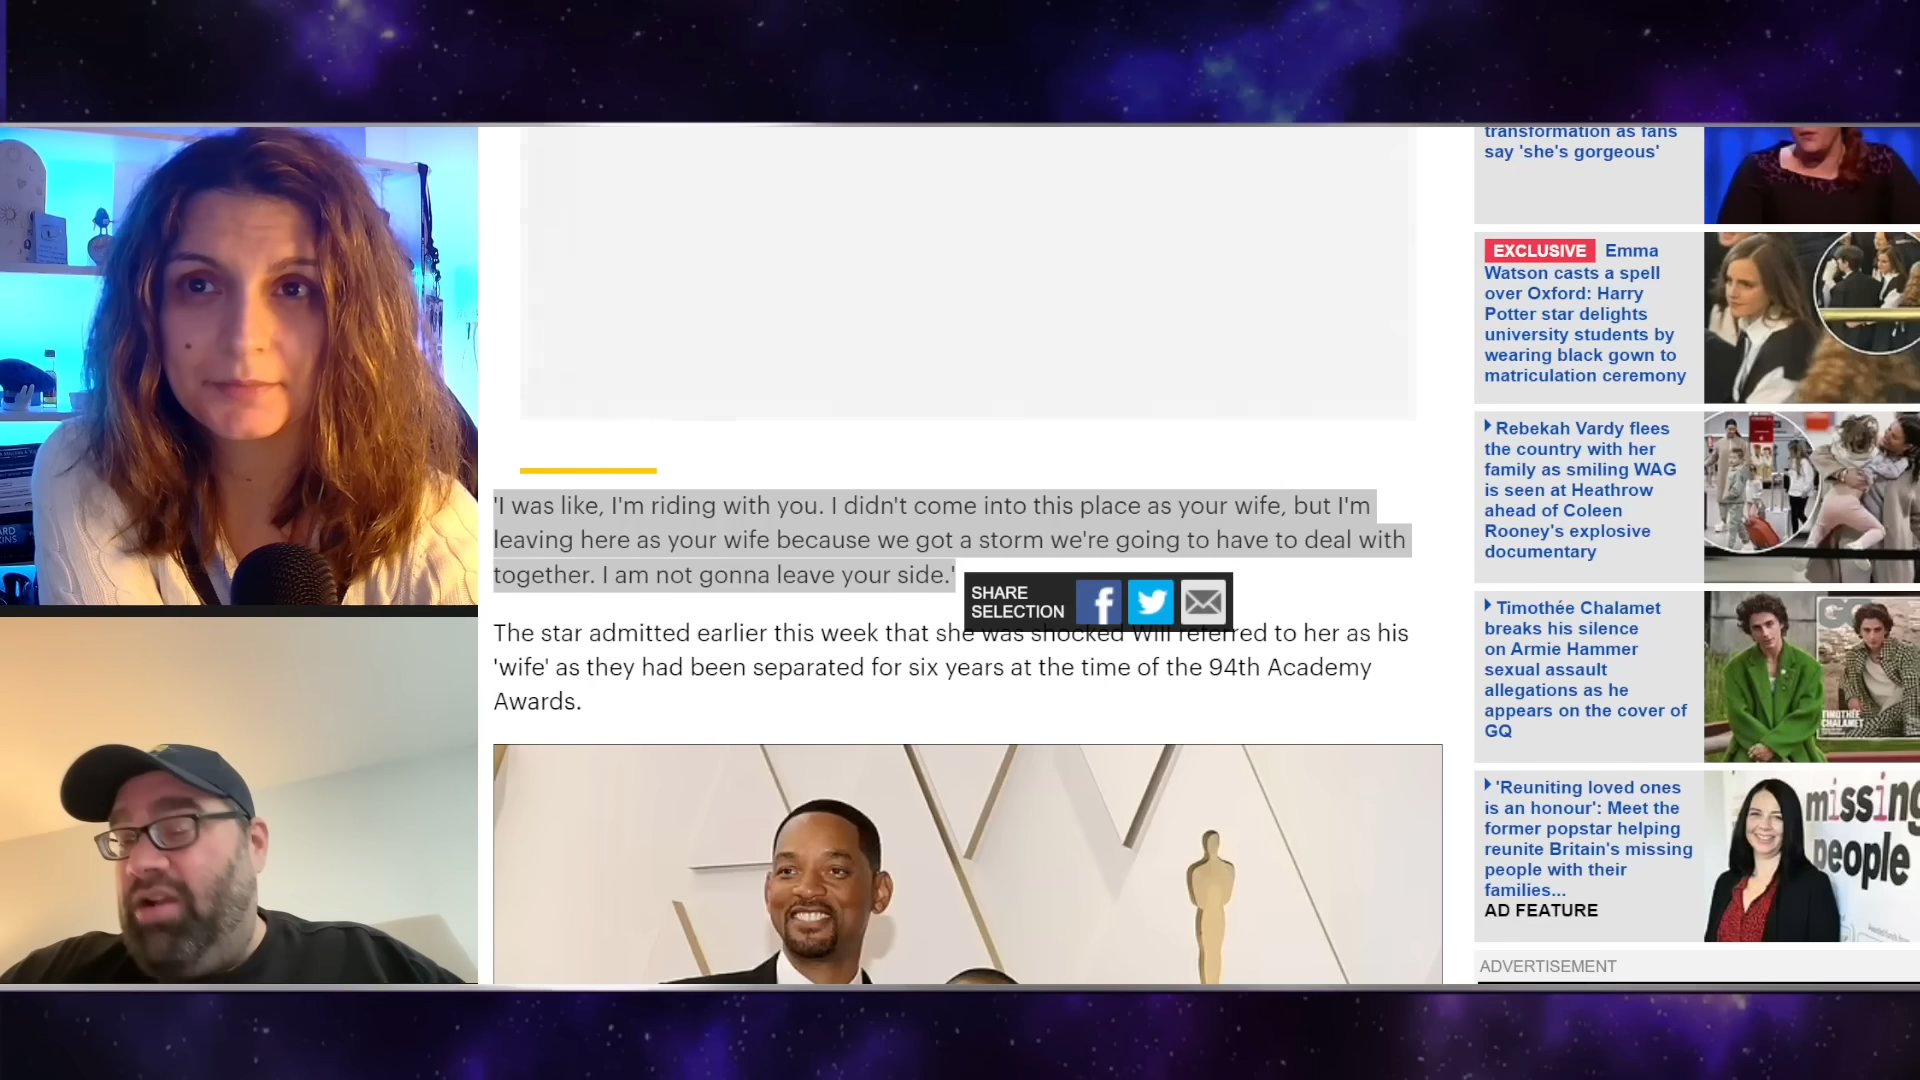 'I was like, I'm riding with you. I didn't come into this place as your wife, but I'm
leaving here as your wife because we got a storm we're going to have to deal with
together. I am not gonna leave your side.'
SHARE
SELECTION
The star admitted earlier this week that she was shocked Will referred to her as his
'wife' as they had been separated for six years at the time of the 94th Academy
Awards.
transformation as fans
say 'she's gorgeous'
EXCLUSIVE Emma
Watson casts a spell
over Oxford: Harry
Potter star delights
university students by
wearing black gown to
matriculation ceremony
Rebekah Vardy flees
the country with her
family as smiling WAG
is seen at Heathrow
ahead of Coleen
Rooney's explosive
documentary
Timothée Chalamet
breaks his silence
on Armie Hammer
sexual assault
allegations as he
appears on the cover of
GQ
GQ
TIMOTHÉE
CHALAMET
'Reuniting loved ones
is an honour': Meet the
former popstar helping
reunite Britain's missing
people with their
families...
AD FEATURE
missing
people
ADVERTISEMENT